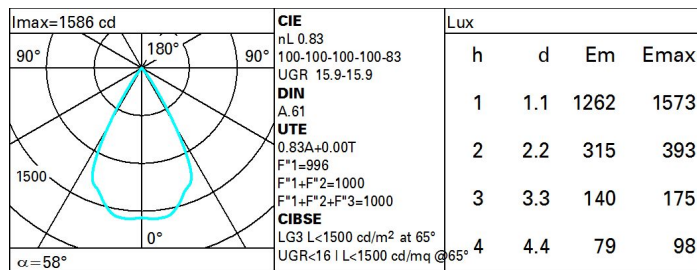 Imax=1586 cd
90°
180°
90°
1500
0°
α=58°
CIE
nL 0.83
100-100-100-100-83
UGR 15.9-15.9
DIN
A.61
UTE
0.83A+0.00T
F"1=996
F"1+F"2=1000
F"1+F"2+F"3=1000
CIBSE
LG3 L<1500 cd/m² at 65°
UGR<16 | L<1500 cd/mq @65°
Lux
h d Em Emax
1 1.1 1262 1573
2 2.2 315 393
3 3.3 140 175
4 4.4 79 98